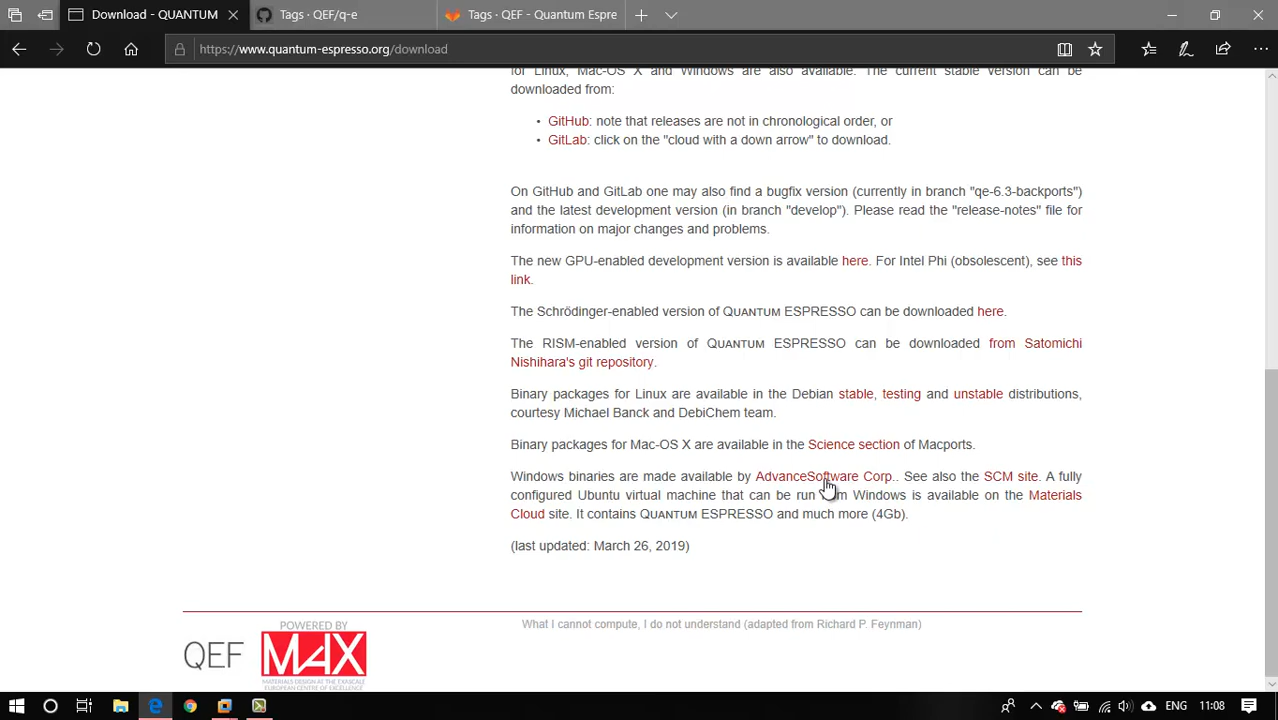 Download - QUANTUM
Tags · QEF/q-e
Tags · QEF - Quantum Espre
https://www.quantum-espresso.org/download
for Linux, Mac-OS X and Windows are also available. The current stable version can be
downloaded from:
• GitHub: note that releases are not in chronological order, or
• GitLab: click on the "cloud with a down arrow" to download.
On GitHub and GitLab one may also find a bugfix version (currently in branch "qe-6.3-backports")
and the latest development version (in branch "develop"). Please read the "release-notes" file for
information on major changes and problems.
The new GPU-enabled development version is available here. For Intel Phi (obsolescent), see this
link.
The Schrödinger-enabled version of QUANTUM ESPRESSO can be downloaded here.
The RISM-enabled version of QUANTUM ESPRESSO can be downloaded from Satomichi
Nishihara's git repository.
Binary packages for Linux are available in the Debian stable, testing and unstable distributions,
courtesy Michael Banck and DebiChem team.
Binary packages for Mac-OS X are available in the Science section of Macports.
Windows binaries are made available by AdvanceSoftware Corp.. See also the SCM site. A fully
configured Ubuntu virtual machine that can be run from Windows is available on the Materials
Cloud site. It contains QUANTUM ESPRESSO and much more (4Gb).
(last updated: March 26, 2019)
What I cannot compute, I do not understand (adapted from Richard P. Feynman)
POWERED BY
QEF
MAX
MATERIALS DESIGN AT THE EXASCALE
EUROPEAN CENTRE OF EXCELLENCE
ENG
11:08